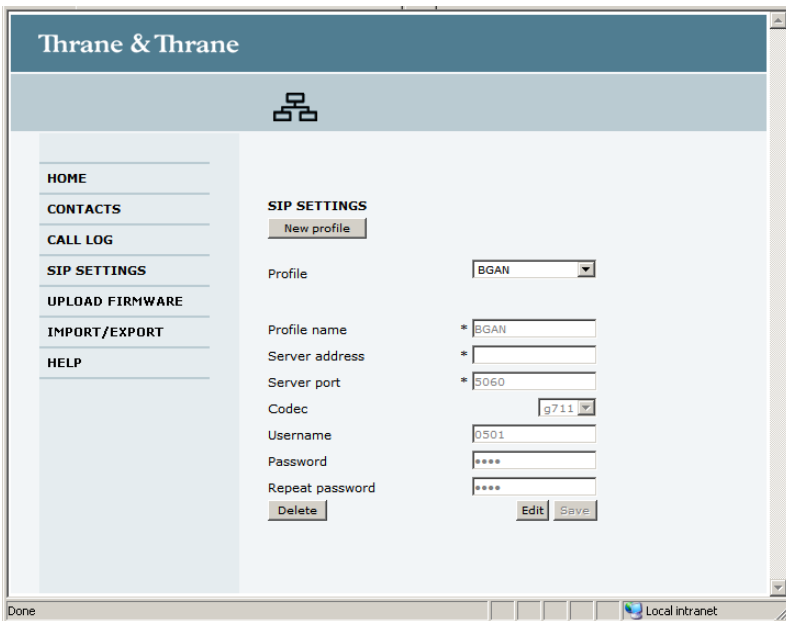 Thrane & Thrane
HOME
CONTACTS
CALL LOG
SIP SETTINGS
UPLOAD FIRMWARE
IMPORT/EXPORT
HELP
SIP SETTINGS
New profile
Profile BGAN
Profile name * BGAN
Server address *
Server port * 5060
Codec g711
Username 0501
Password ••••
Repeat password ••••
Delete Edit Save
Done Local intranet